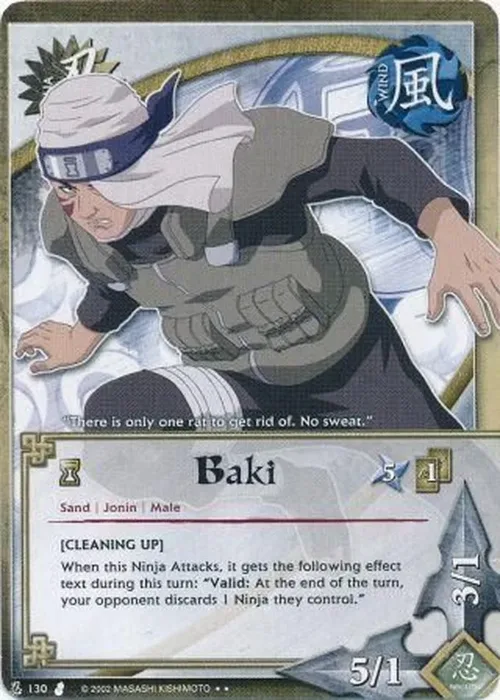 忍
WIND
風
"There is only one rat to get rid of. No sweat."
Baki
5
1
Sand | Jonin | Male
[CLEANING UP]
When this Ninja Attacks, it gets the following effect
text during this turn: "Valid: At the end of the turn,
your opponent discards 1 Ninja they control."
3/1
5/1
忍
忍 130
© 2002 MASASHI KISHIMOTO